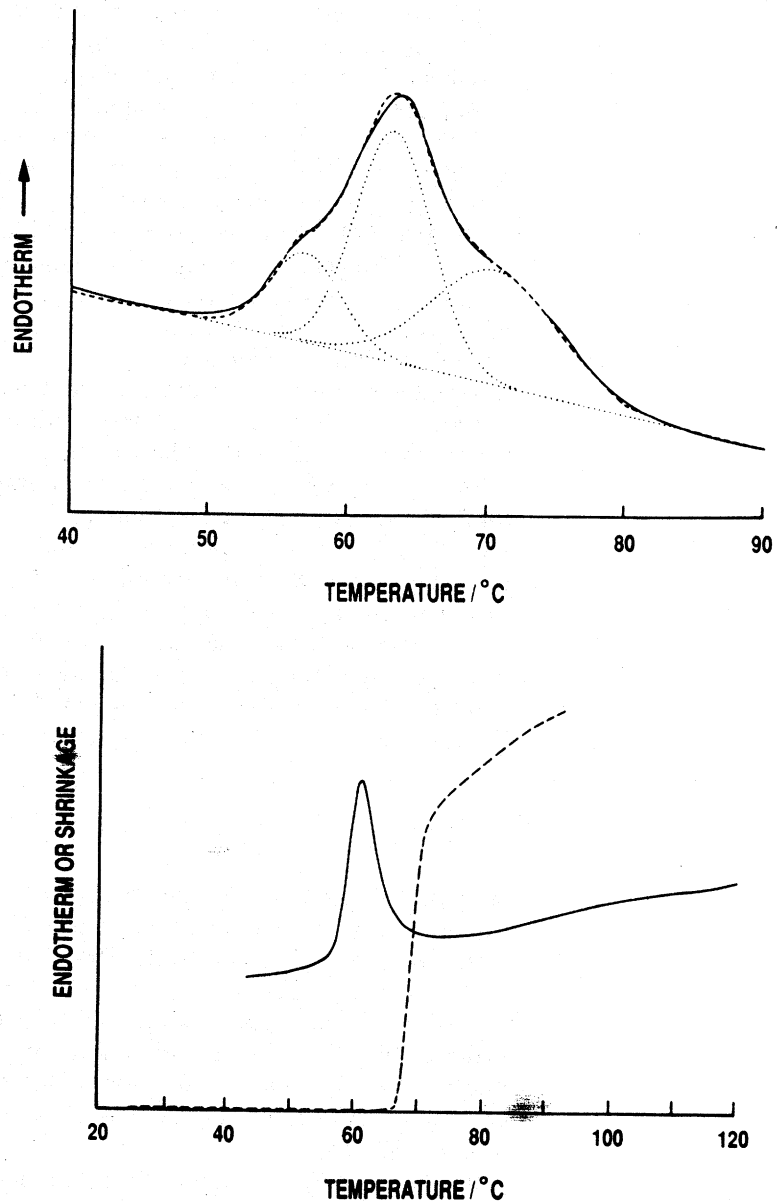 ENDOTHERM
40 50 60 70 80 90
TEMPERATURE / °C
ENDOTHERM OR SHRINKAGE
20 40 60 80 100 120
TEMPERATURE / °C